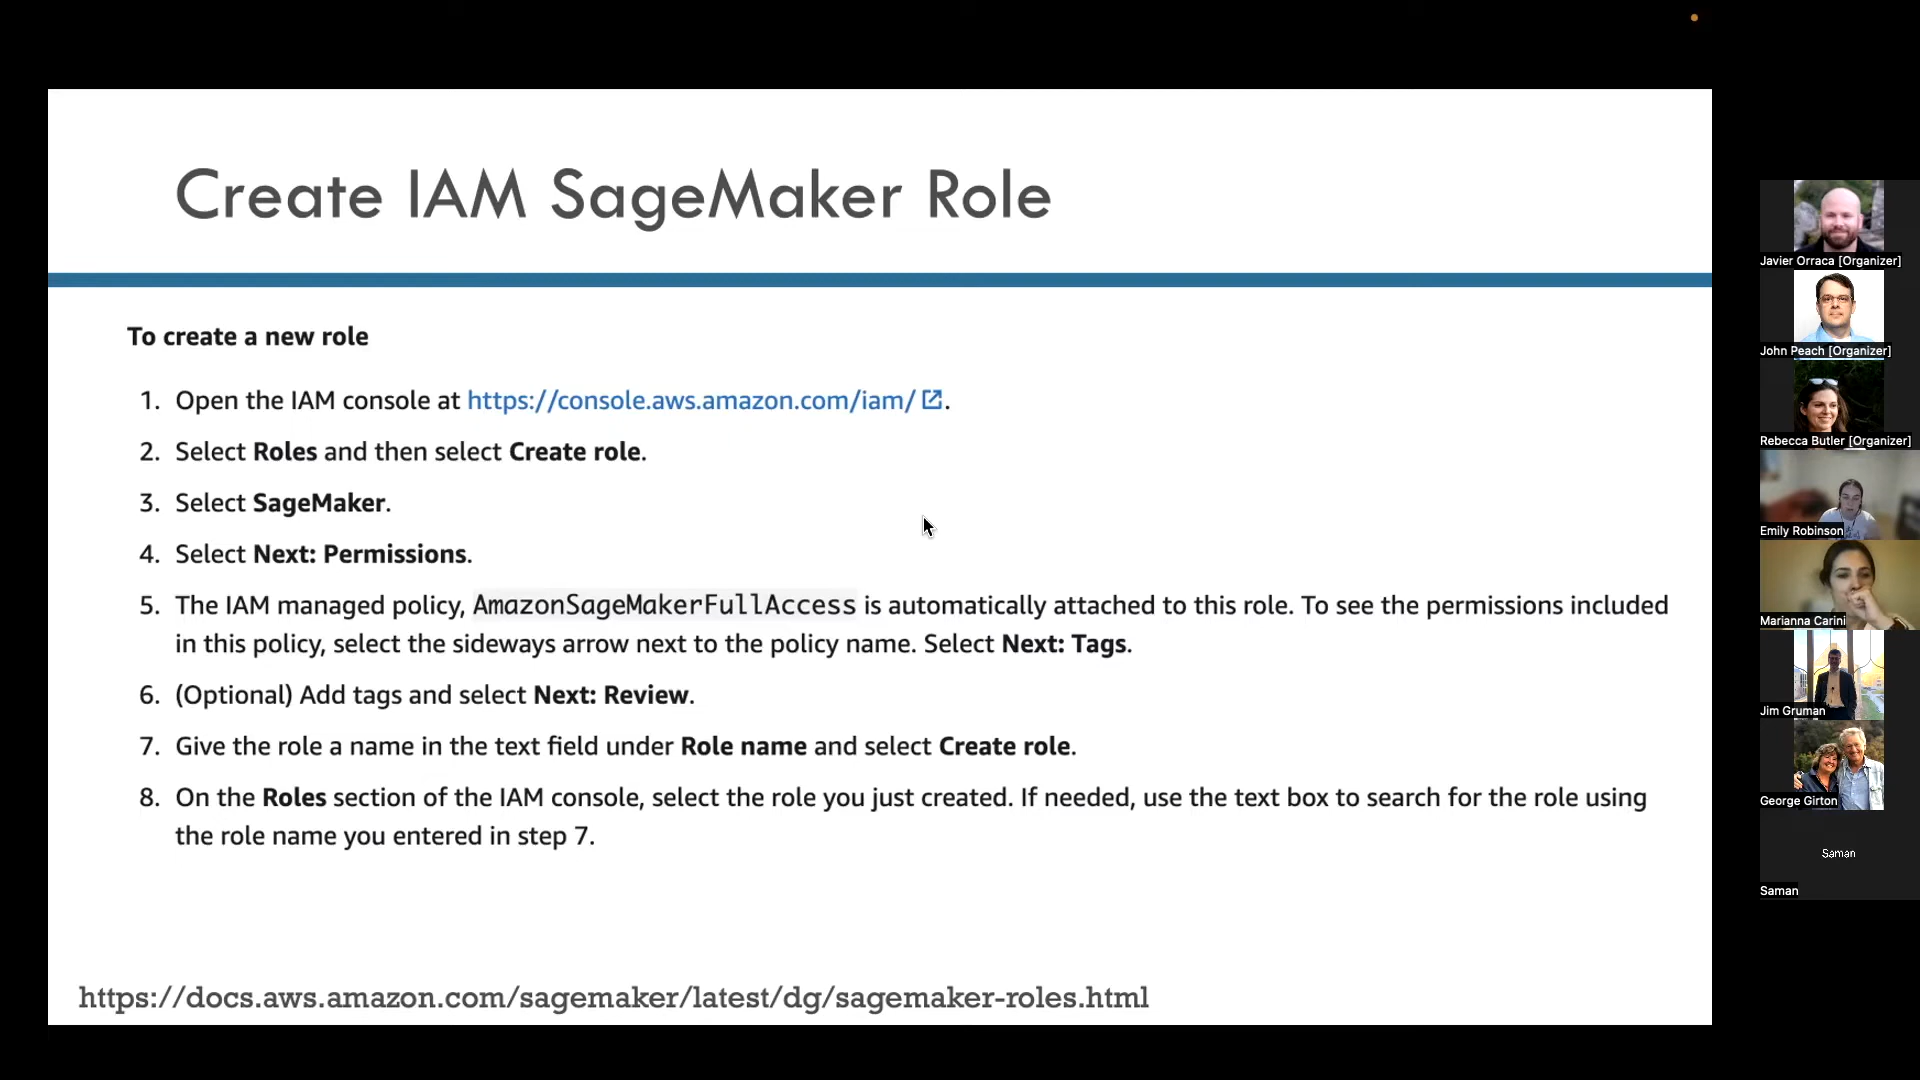 Create IAM SageMaker Role
To create a new role
1. Open the IAM console at https://console.aws.amazon.com/iam/.
2. Select Roles and then select Create role.
3. Select SageMaker.
4. Select Next: Permissions.
5. The IAM managed policy, AmazonSageMakerFullAccess is automatically attached to this role. To see the permissions included
in this policy, select the sideways arrow next to the policy name. Select Next: Tags.
6. (Optional) Add tags and select Next: Review.
7. Give the role a name in the text field under Role name and select Create role.
8. On the Roles section of the IAM console, select the role you just created. If needed, use the text box to search for the role using
the role name you entered in step 7.
https://docs.aws.amazon.com/sagemaker/latest/dg/sagemaker-roles.html
Javier Orraca [Organizer]
John Peach [Organizer]
Rebecca Butler [Organizer]
Emily Robinson
Marianna Carini
Jim Gruman
George Girton
Saman
Saman